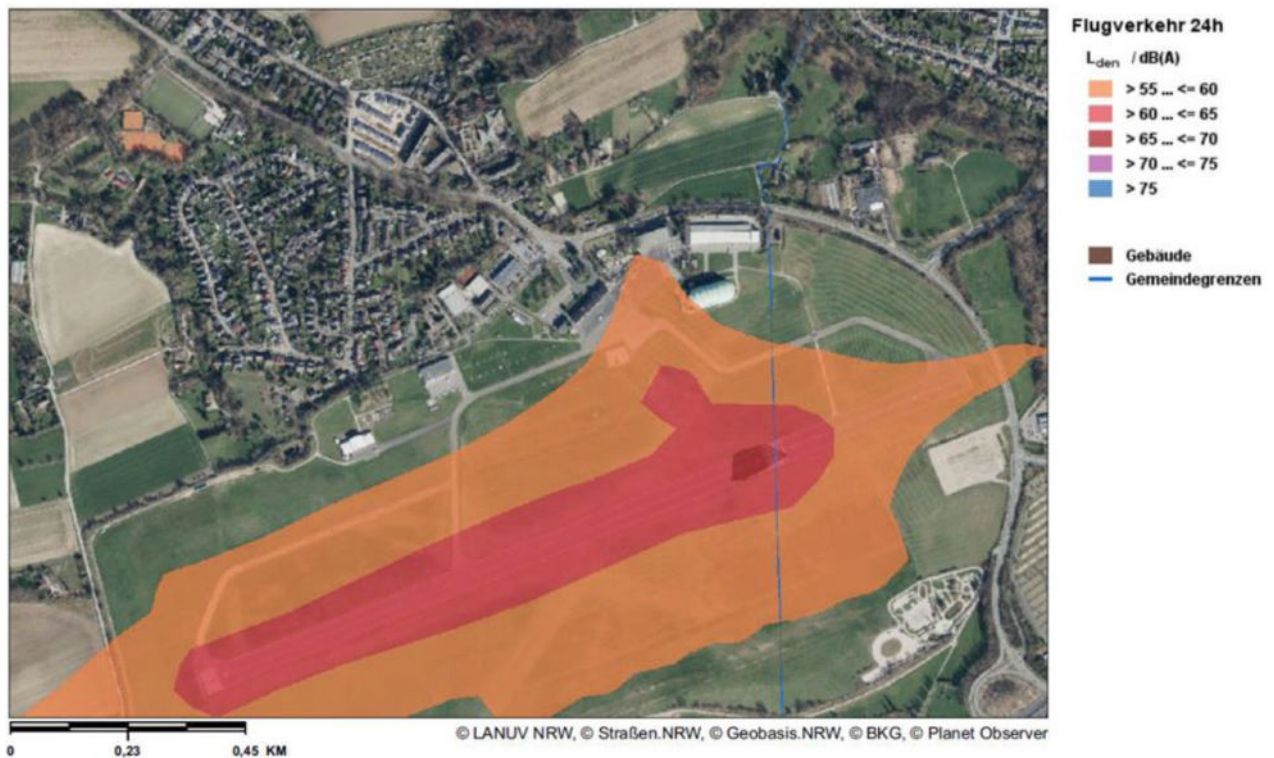 Flugverkehr 24h
Lden / dB(A)
> 55 ... <= 60
> 60 ... <= 65
> 65 ... <= 70
> 70 ... <= 75
> 75
Gebäude
Gemeindegrenzen
© LANUV NRW, © Straßen.NRW, © Geobasis.NRW, © BKG, © Planet Observer
0 0,23 0,45 KM